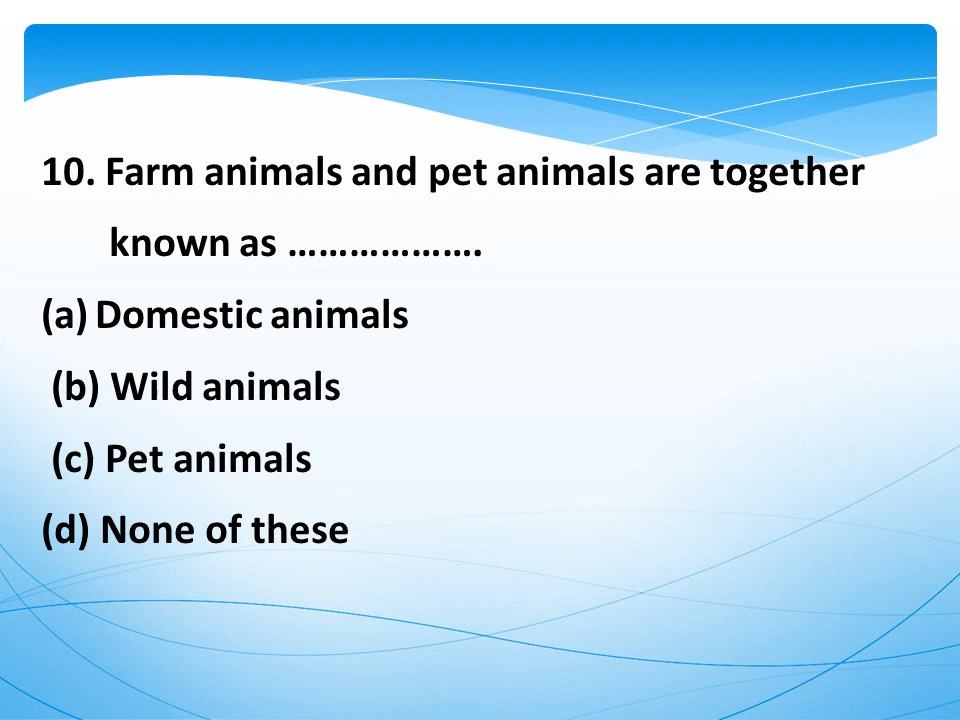 10. Farm animals and pet animals are together
known as ……………….
(a) Domestic animals
(b) Wild animals
(c) Pet animals
(d) None of these